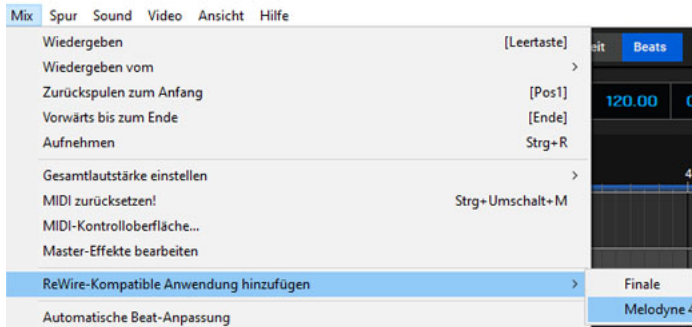 Mix Spur Sound Video Ansicht Hilfe
Wiedergeben [Leertaste]
eit Beats
Wiedergeben vom
Zurückspulen zum Anfang [Pos1]
120.00
Vorwärts bis zum Ende [Ende]
Aufnehmen Strg+R
Gesamtlautstärke einstellen
4
MIDI zurücksetzen! Strg+Umschalt+M
MIDI-Kontrolloberfläche...
Master-Effekte bearbeiten
ReWire-Kompatible Anwendung hinzufügen Finale
Melodyne 4
Automatische Beat-Anpassung